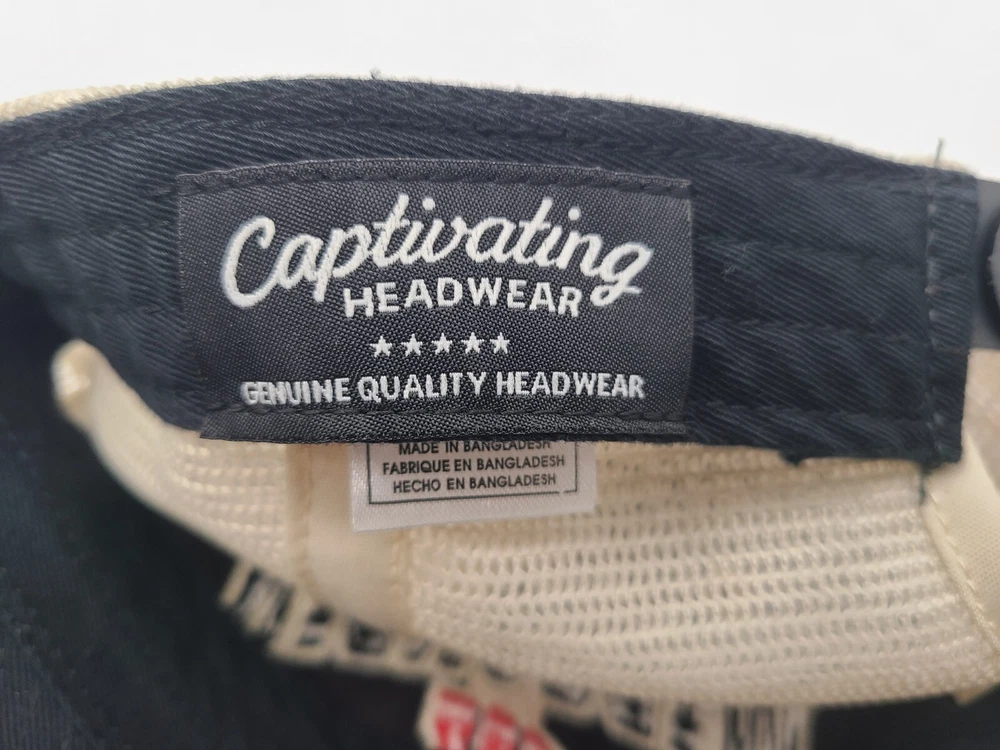 Captivating
HEADWEAR
★★★★★
GENUINE QUALITY HEADWEAR
MADE IN BANGLADESH
FABRIQUE EN BANGLADESH
HECHO EN BANGLADESH